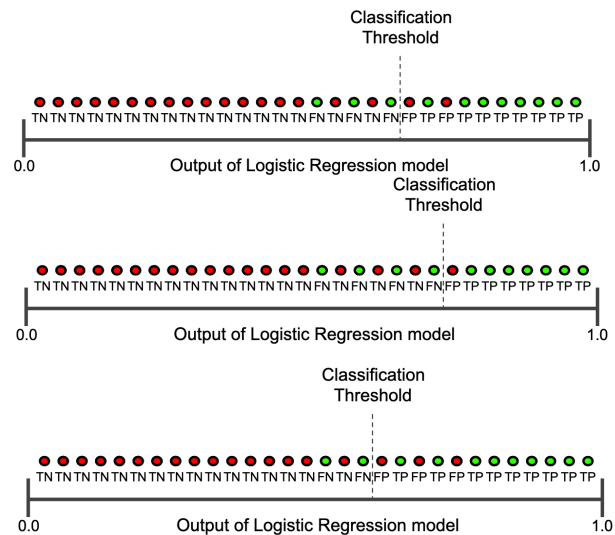 Classification
Threshold
TN TN TN TN TN TN TN TN TN TN TN TN TN TN TN FN TN FN TN FN FP TP FP TP TP TP TP TP TP TP
0.0 Output of Logistic Regression model 1.0
Classification
Threshold
TN TN TN TN TN TN TN TN TN TN TN TN TN TN TN FN TN FN TN FN TN FN FP TP TP TP TP TP TP TP
0.0 Output of Logistic Regression model 1.0
Classification
Threshold
TN TN TN TN TN TN TN TN TN TN TN TN TN TN TN FN TN FN FP TP FP TP FP TP TP TP TP TP TP TP
0.0 Output of Logistic Regression model 1.0